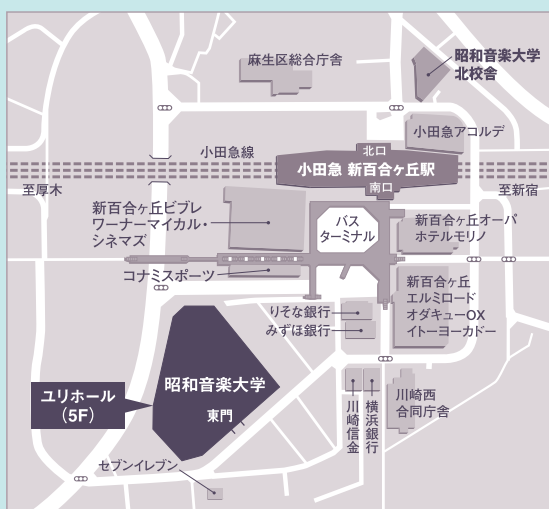 麻生区総合庁舎
昭和音楽大学
北校舎
小田急アコルデ
小田急線
北口
小田急 新百合ヶ丘駅
南口
至厚木
至新宿
新百合ヶ丘ビブレ
ワーナーマイカル・
シネマズ
バス
ターミナル
新百合ヶ丘オーパ
ホテルモリノ
コナミスポーツ
新百合ヶ丘
エルミロード
オダキューOX
イトーヨーカドー
りそな銀行
みずほ銀行
昭和音楽大学
東門
ユリホール
(5F)
川崎信金
横浜銀行
川崎西
合同庁舎
セブンイレブン